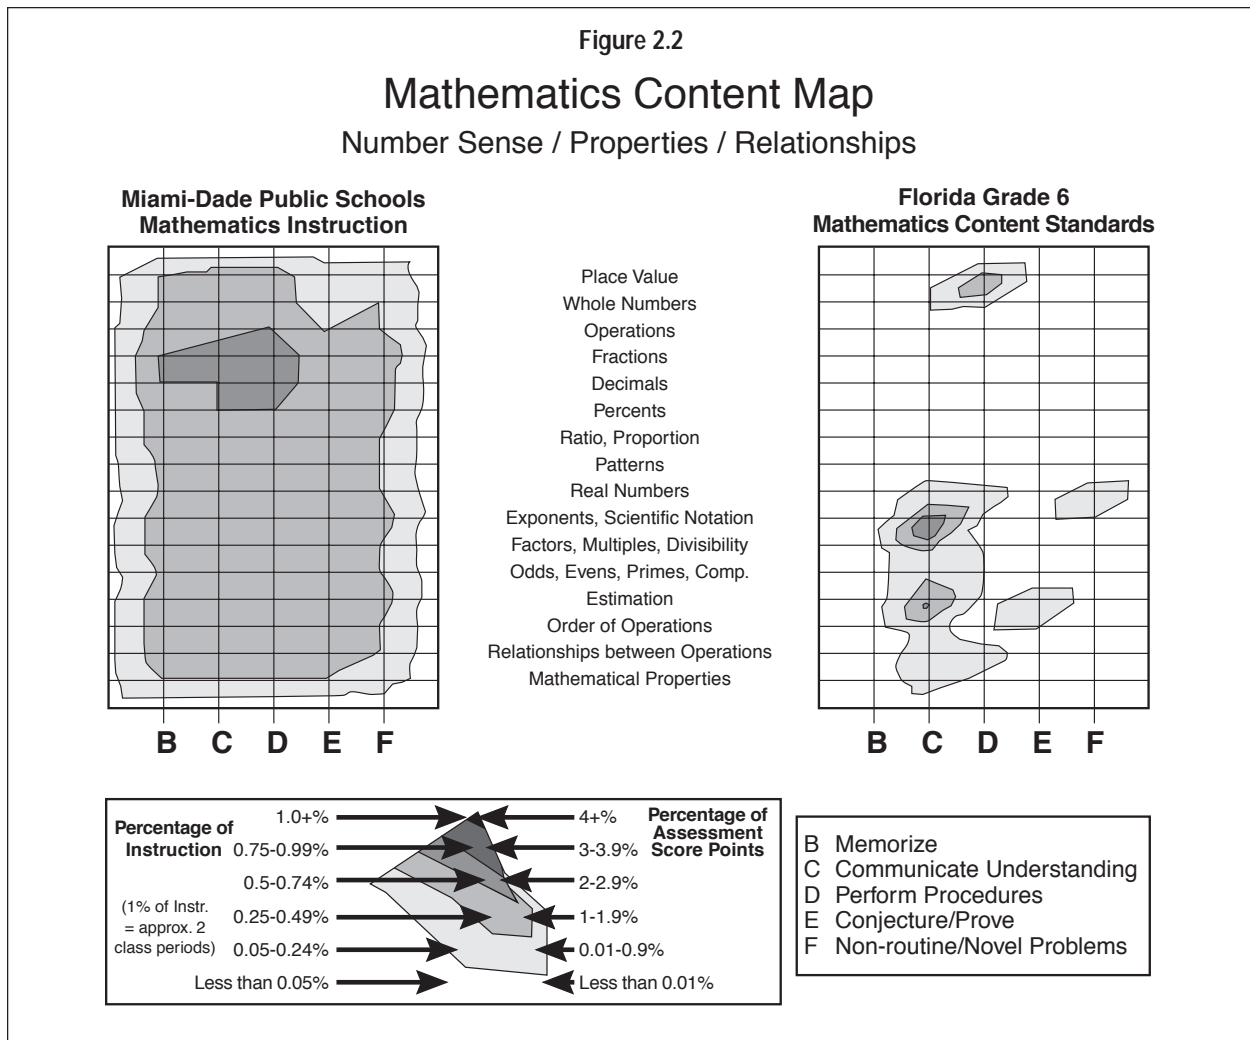 Figure 2.2
Mathematics Content Map
Number Sense / Properties / Relationships
Miami-Dade Public Schools
Mathematics Instruction
Florida Grade 6
Mathematics Content Standards
Place Value
Whole Numbers
Operations
Fractions
Decimals
Percents
Ratio, Proportion
Patterns
Real Numbers
Exponents, Scientific Notation
Factors, Multiples, Divisibility
Odds, Evens, Primes, Comp.
Estimation
Order of Operations
Relationships between Operations
Mathematical Properties
B C D E F
B C D E F
Percentage of
Instruction
(1% of Instr.
= approx. 2
class periods)
1.0+%
0.75-0.99%
0.5-0.74%
0.25-0.49%
0.05-0.24%
Less than 0.05%
4+%
3-3.9%
2-2.9%
1-1.9%
0.01-0.9%
Less than 0.01%
Percentage of
Assessment
Score Points
B Memorize
C Communicate Understanding
D Perform Procedures
E Conjecture/Prove
F Non-routine/Novel Problems